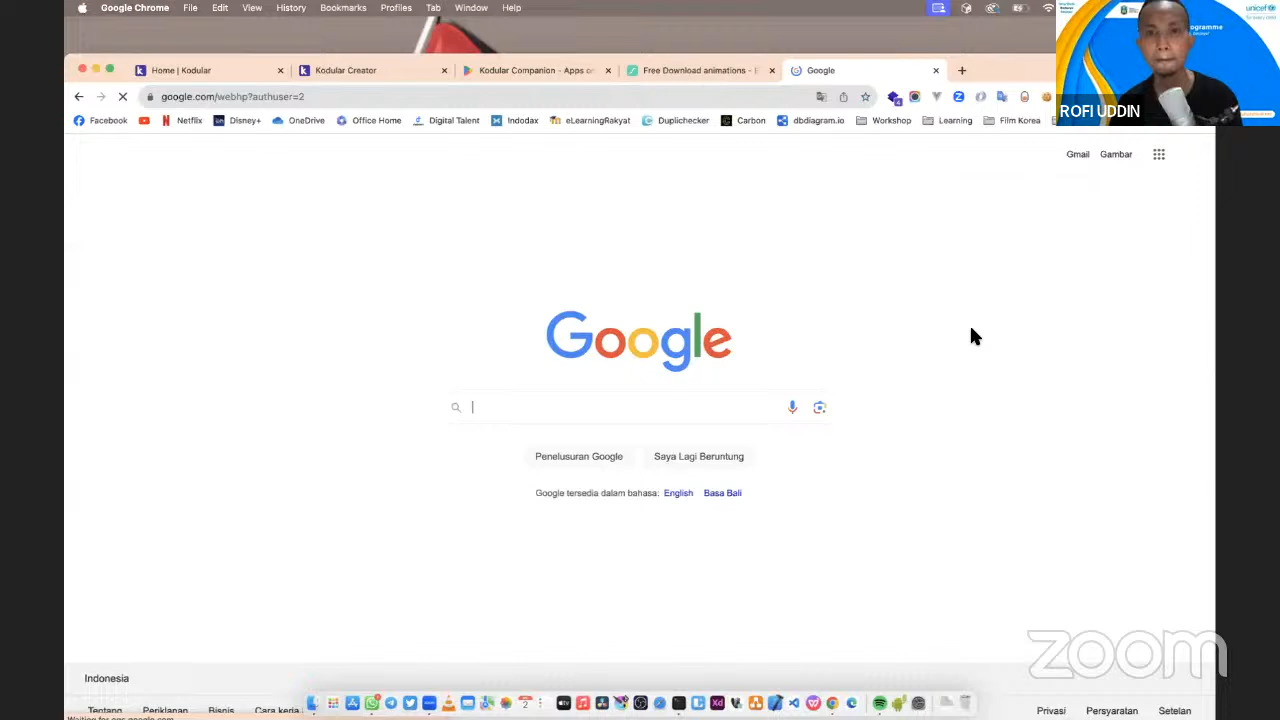 Google Chrome File Edit View History Bookmarks Profiles Tab Window Help
Home | Kodular
Kodular Creator
Kodular Companion - Apps o
Free Download animations -
Google
google.com/webhp?authuser=2
Facebook Netflix Disney+ OneDrive Office Home Digital Talent Indodax eLearningRakyat Duplichecker Carbon dbdiagram.io Workshop Learning Film Korea
unicef
ogramme
ROFI UDDIN
Gmail Gambar
Google
Penelusuran Google Saya Lagi Beruntung
Google tersedia dalam bahasa: English Basa Bali
zoom
Indonesia
Tentang Periklanan Bisnis Cara kerja
Privasi Persyaratan Setelan